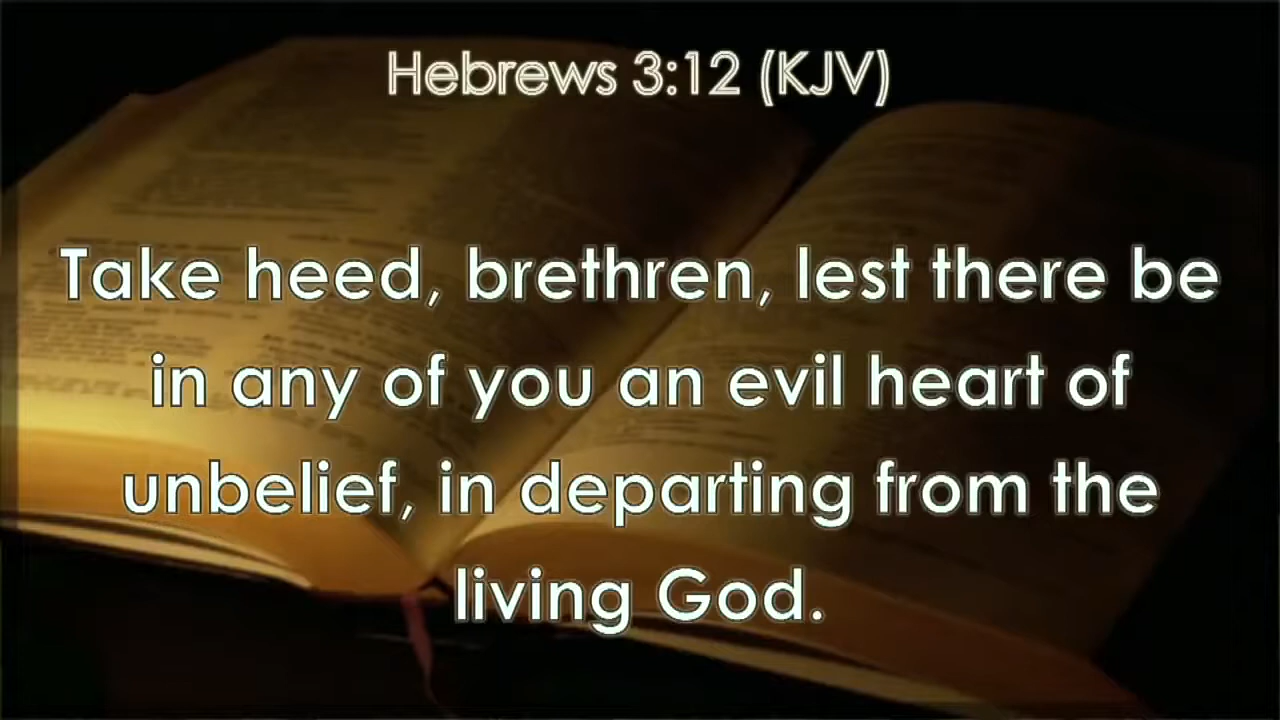 Hebrews 3:12 (KJV)
Take heed, brethren, lest there be
in any of you an evil heart of
unbelief, in departing from the
living God.